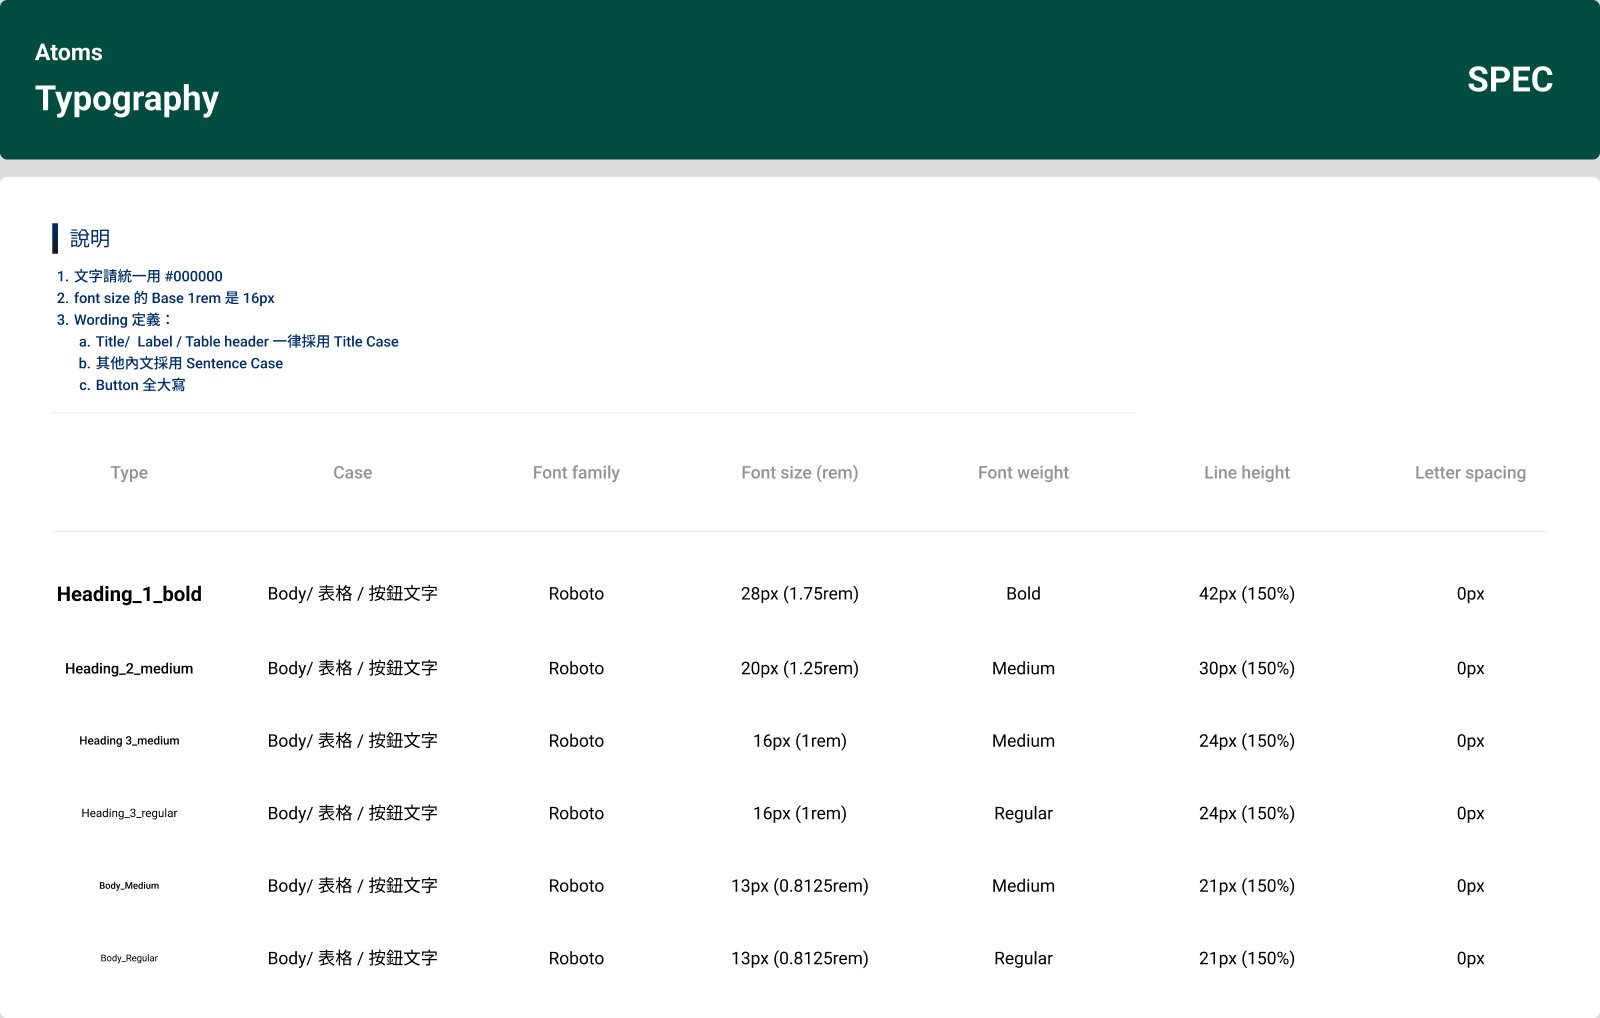 Atoms
Typography
SPEC
說明
1. 文字請統一用 #000000
2. font size 的 Base 1rem 是 16px
3. Wording 定義：
a. Title/ Label / Table header 一律採用 Title Case
b. 其他內文採用 Sentence Case
c. Button 全大寫
Type Case Font family Font size (rem) Font weight Line height Letter spacing
Heading_1_bold Body/ 表格 / 按鈕文字 Roboto 28px (1.75rem) Bold 42px (150%) 0px
Heading_2_medium Body/ 表格 / 按鈕文字 Roboto 20px (1.25rem) Medium 30px (150%) 0px
Heading 3_medium Body/ 表格 / 按鈕文字 Roboto 16px (1rem) Medium 24px (150%) 0px
Heading_3_regular Body/ 表格 / 按鈕文字 Roboto 16px (1rem) Regular 24px (150%) 0px
Body_Medium Body/ 表格 / 按鈕文字 Roboto 13px (0.8125rem) Medium 21px (150%) 0px
Body_Regular Body/ 表格 / 按鈕文字 Roboto 13px (0.8125rem) Regular 21px (150%) 0px